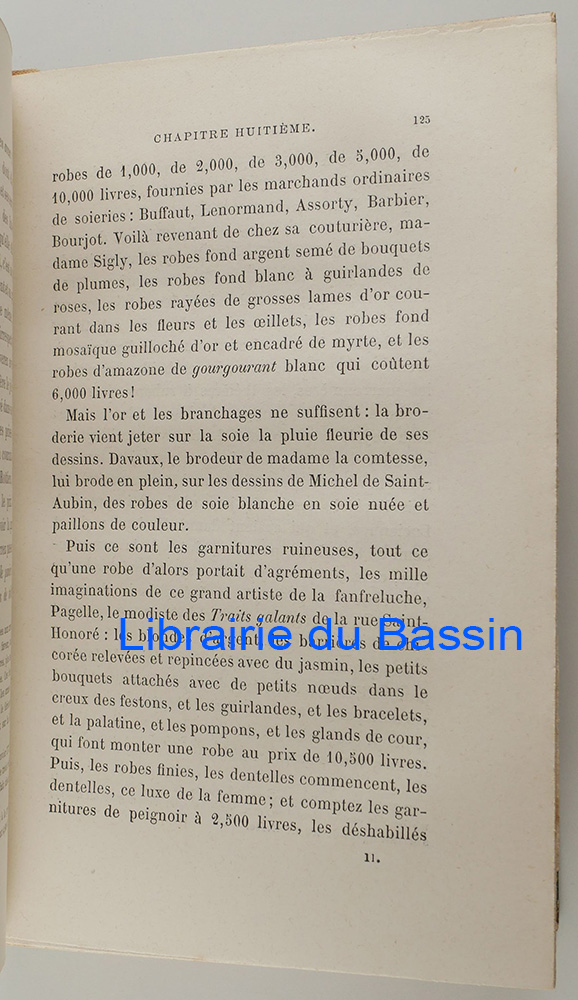 CHAPITRE HUITIÈME. 125
robes de 1,000, de 2,000, de 3,000, de 5,000, de
10,000 livres, fournies par les marchands ordinaires
de soieries : Buffaut, Lenormand, Assorty, Barbier,
Bourjot. Voilà revenant de chez sa couturière, ma-
dame Sigly, les robes fond argent semé de bouquets
de plumes, les robes fond blanc à guirlandes de
roses, les robes rayées de grosses lames d'or cou-
rant dans les fleurs et les œillets, les robes fond
mosaïque guilloché d'or et encadré de myrte, et les
robes d'amazone de gourgourant blanc qui coûtent
6,000 livres!
Mais l'or et les branchages ne suffisent : la bro-
derie vient jeter sur la soie la pluie fleurie de ses
dessins. Davaux, le brodeur de madame la comtesse,
lui brode en plein, sur les dessins de Michel de Saint-
Aubin, des robes de soie blanche en soie nuée et
paillons de couleur.
Puis ce sont les garnitures ruineuses, tout ce
qu'une robe d'alors portait d'agréments, les mille
imaginations de ce grand artiste de la fanfreluche,
Pagelle, le modiste des Traits galants de la rue Saint-
Honoré : les blondes d'argent, les barrières de chi-
Librairie du Bassin
corée relevées et repincées avec du jasmin, les petits
bouquets attachés avec de petits nœuds dans le
creux des festons, et les guirlandes, et les bracelets,
et la palatine, et les pompons, et les glands de cour,
qui font monter une robe au prix de 10,500 livres.
Puis, les robes finies, les dentelles commencent, les
dentelles, ce luxe de la femme ; et comptez les gar-
nitures de peignoir à 2,500 livres, les déshabillés
11.